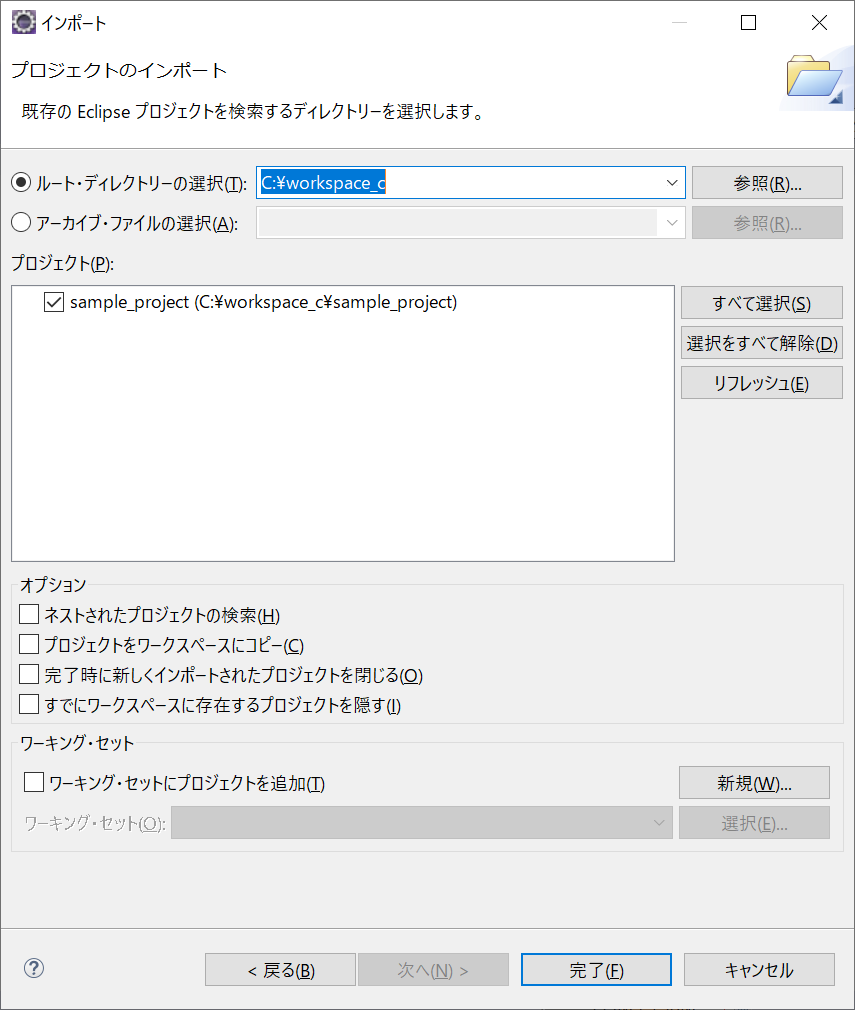 インポート
プロジェクトのインポート
既存の Eclipse プロジェクトを検索するディレクトリーを選択します。
ルート・ディレクトリーの選択(T): C:¥workspace_c 参照(R)...
アーカイブ・ファイルの選択(A): 参照(R)...
プロジェクト(P):
sample_project (C:¥workspace_c¥sample_project)
すべて選択(S)
選択をすべて解除(D)
リフレッシュ(E)
オプション
ネストされたプロジェクトの検索(H)
プロジェクトをワークスペースにコピー(C)
完了時に新しくインポートされたプロジェクトを閉じる(O)
すでにワークスペースに存在するプロジェクトを隠す(I)
ワーキング・セット
ワーキング・セットにプロジェクトを追加(T) 新規(W)...
ワーキング・セット(O): 選択(E)...
? < 戻る(B) 次へ(N) > 完了(F) キャンセル